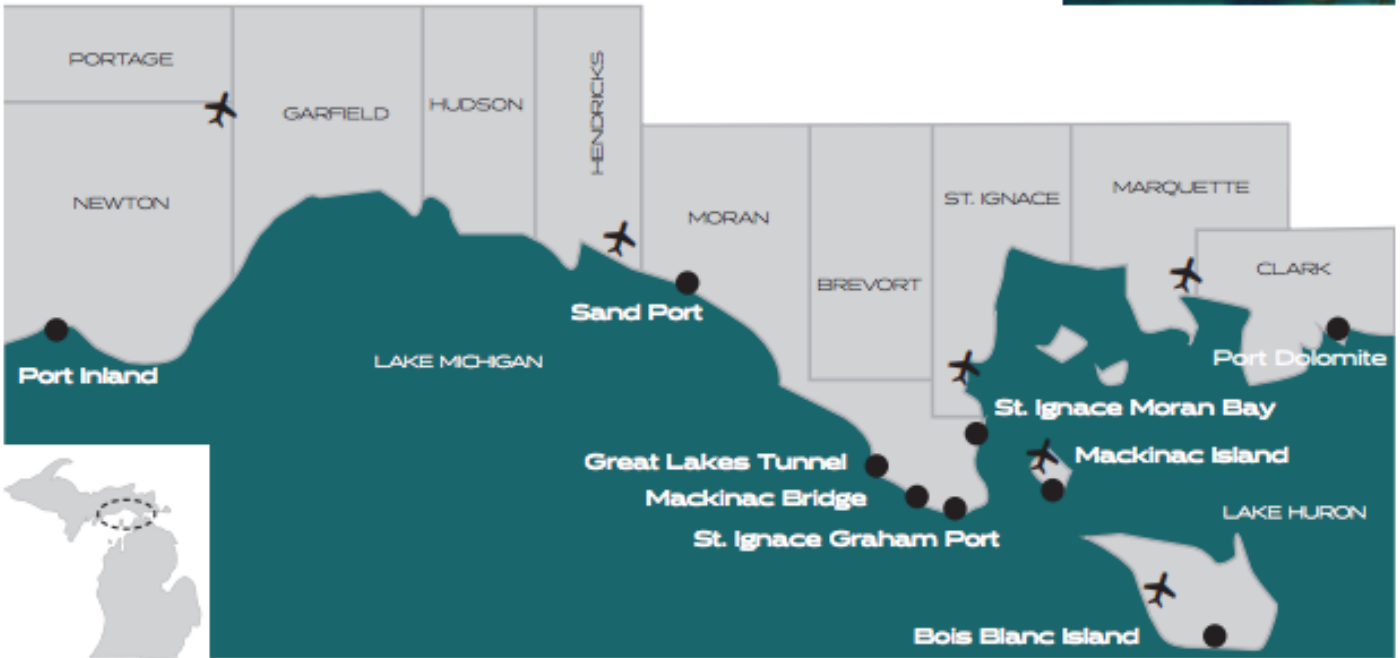 PORTAGE
GARFIELD
HUDSON
HENDRICKS
NEWTON
MORAN
ST. IGNACE
MARQUETTE
BREVORT
CLARK
Sand Port
LAKE MICHIGAN
Port Inland
Port Dolomite
St. Ignace Moran Bay
Great Lakes Tunnel
Mackinac Island
Mackinac Bridge
LAKE HURON
St. Ignace Graham Port
Bois Blanc Island